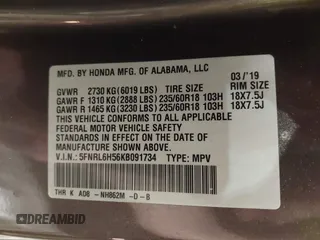 MFD. BY HONDA MFG. OF ALABAMA, LLC 03/'19
GVWR 2730 KG(6019 LBS) TIRE SIZE RIM SIZE
GAWR F 1310 KG(2888 LBS) 235/60R18 103H 18X7.5J
GAWR R 1465 KG(3230 LBS) 235/60R18 103H 18X7.5J
THIS VEHICLE CONFORMS TO ALL APPLICABLE
FEDERAL MOTOR VEHICLE SAFETY AND BUMPER
STANDARDS IN EFFECT ON THE DATE OF
MANUFACTURE SHOWN ABOVE.
V.I.N.: 5FNRL6H56KB091734 TYPE: MPV
THR K AO8 -NH862M -O - B
DREAMBID